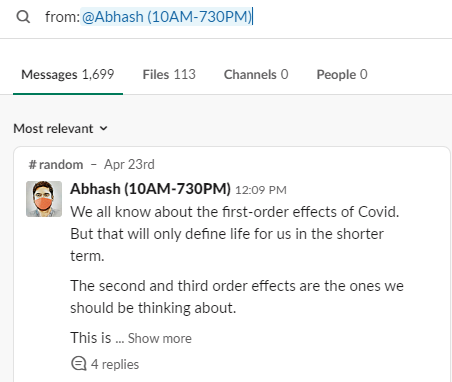 from: @Abhash (10AM-730PM)
Messages 1,699 Files 113 Channels 0 People 0
Most relevant
# random – Apr 23rd
Abhash (10AM-730PM) 12:09 PM
We all know about the first-order effects of Covid.
But that will only define life for us in the shorter
term.
The second and third order effects are the ones we
should be thinking about.
This is ... Show more
4 replies